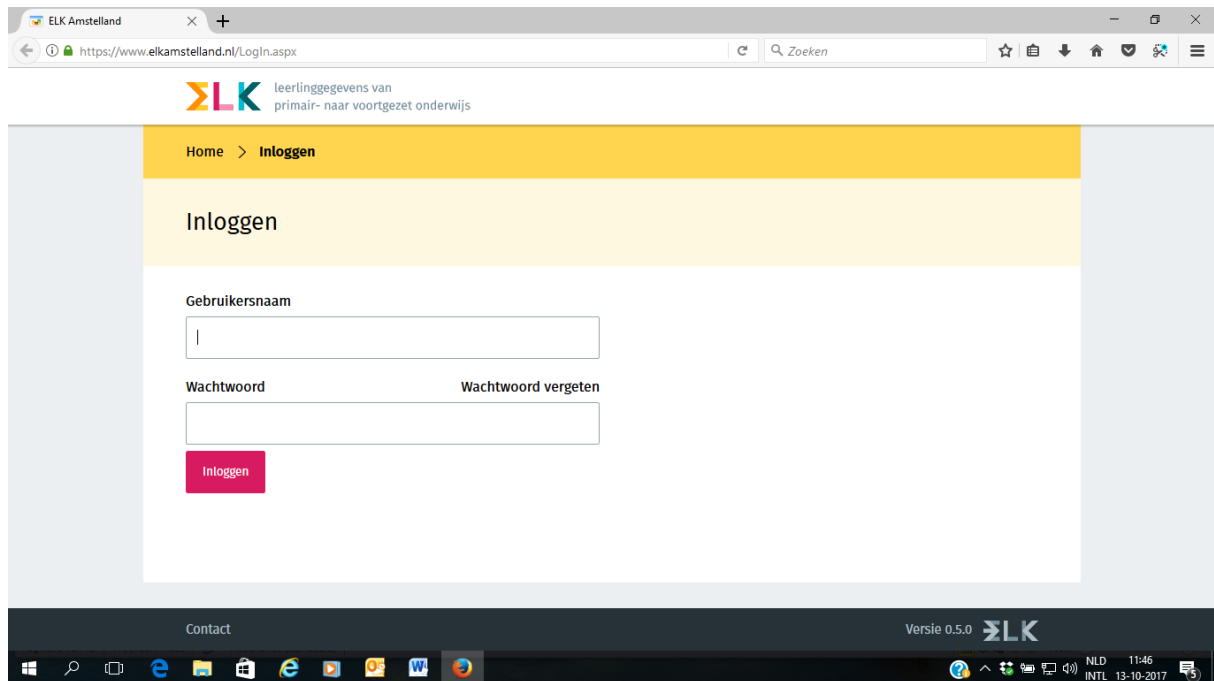 ELK Amstelland
https://www.elkamstelland.nl/LogIn.aspx
Zoeken
ELK
leerlinggegevens van
primair- naar voortgezet onderwijs
Home > Inloggen
Inloggen
Gebruikersnaam
Wachtwoord Wachtwoord vergeten
Inloggen
Contact Versie 0.5.0 ELK
NLD 11:46
INTL 13-10-2017
5